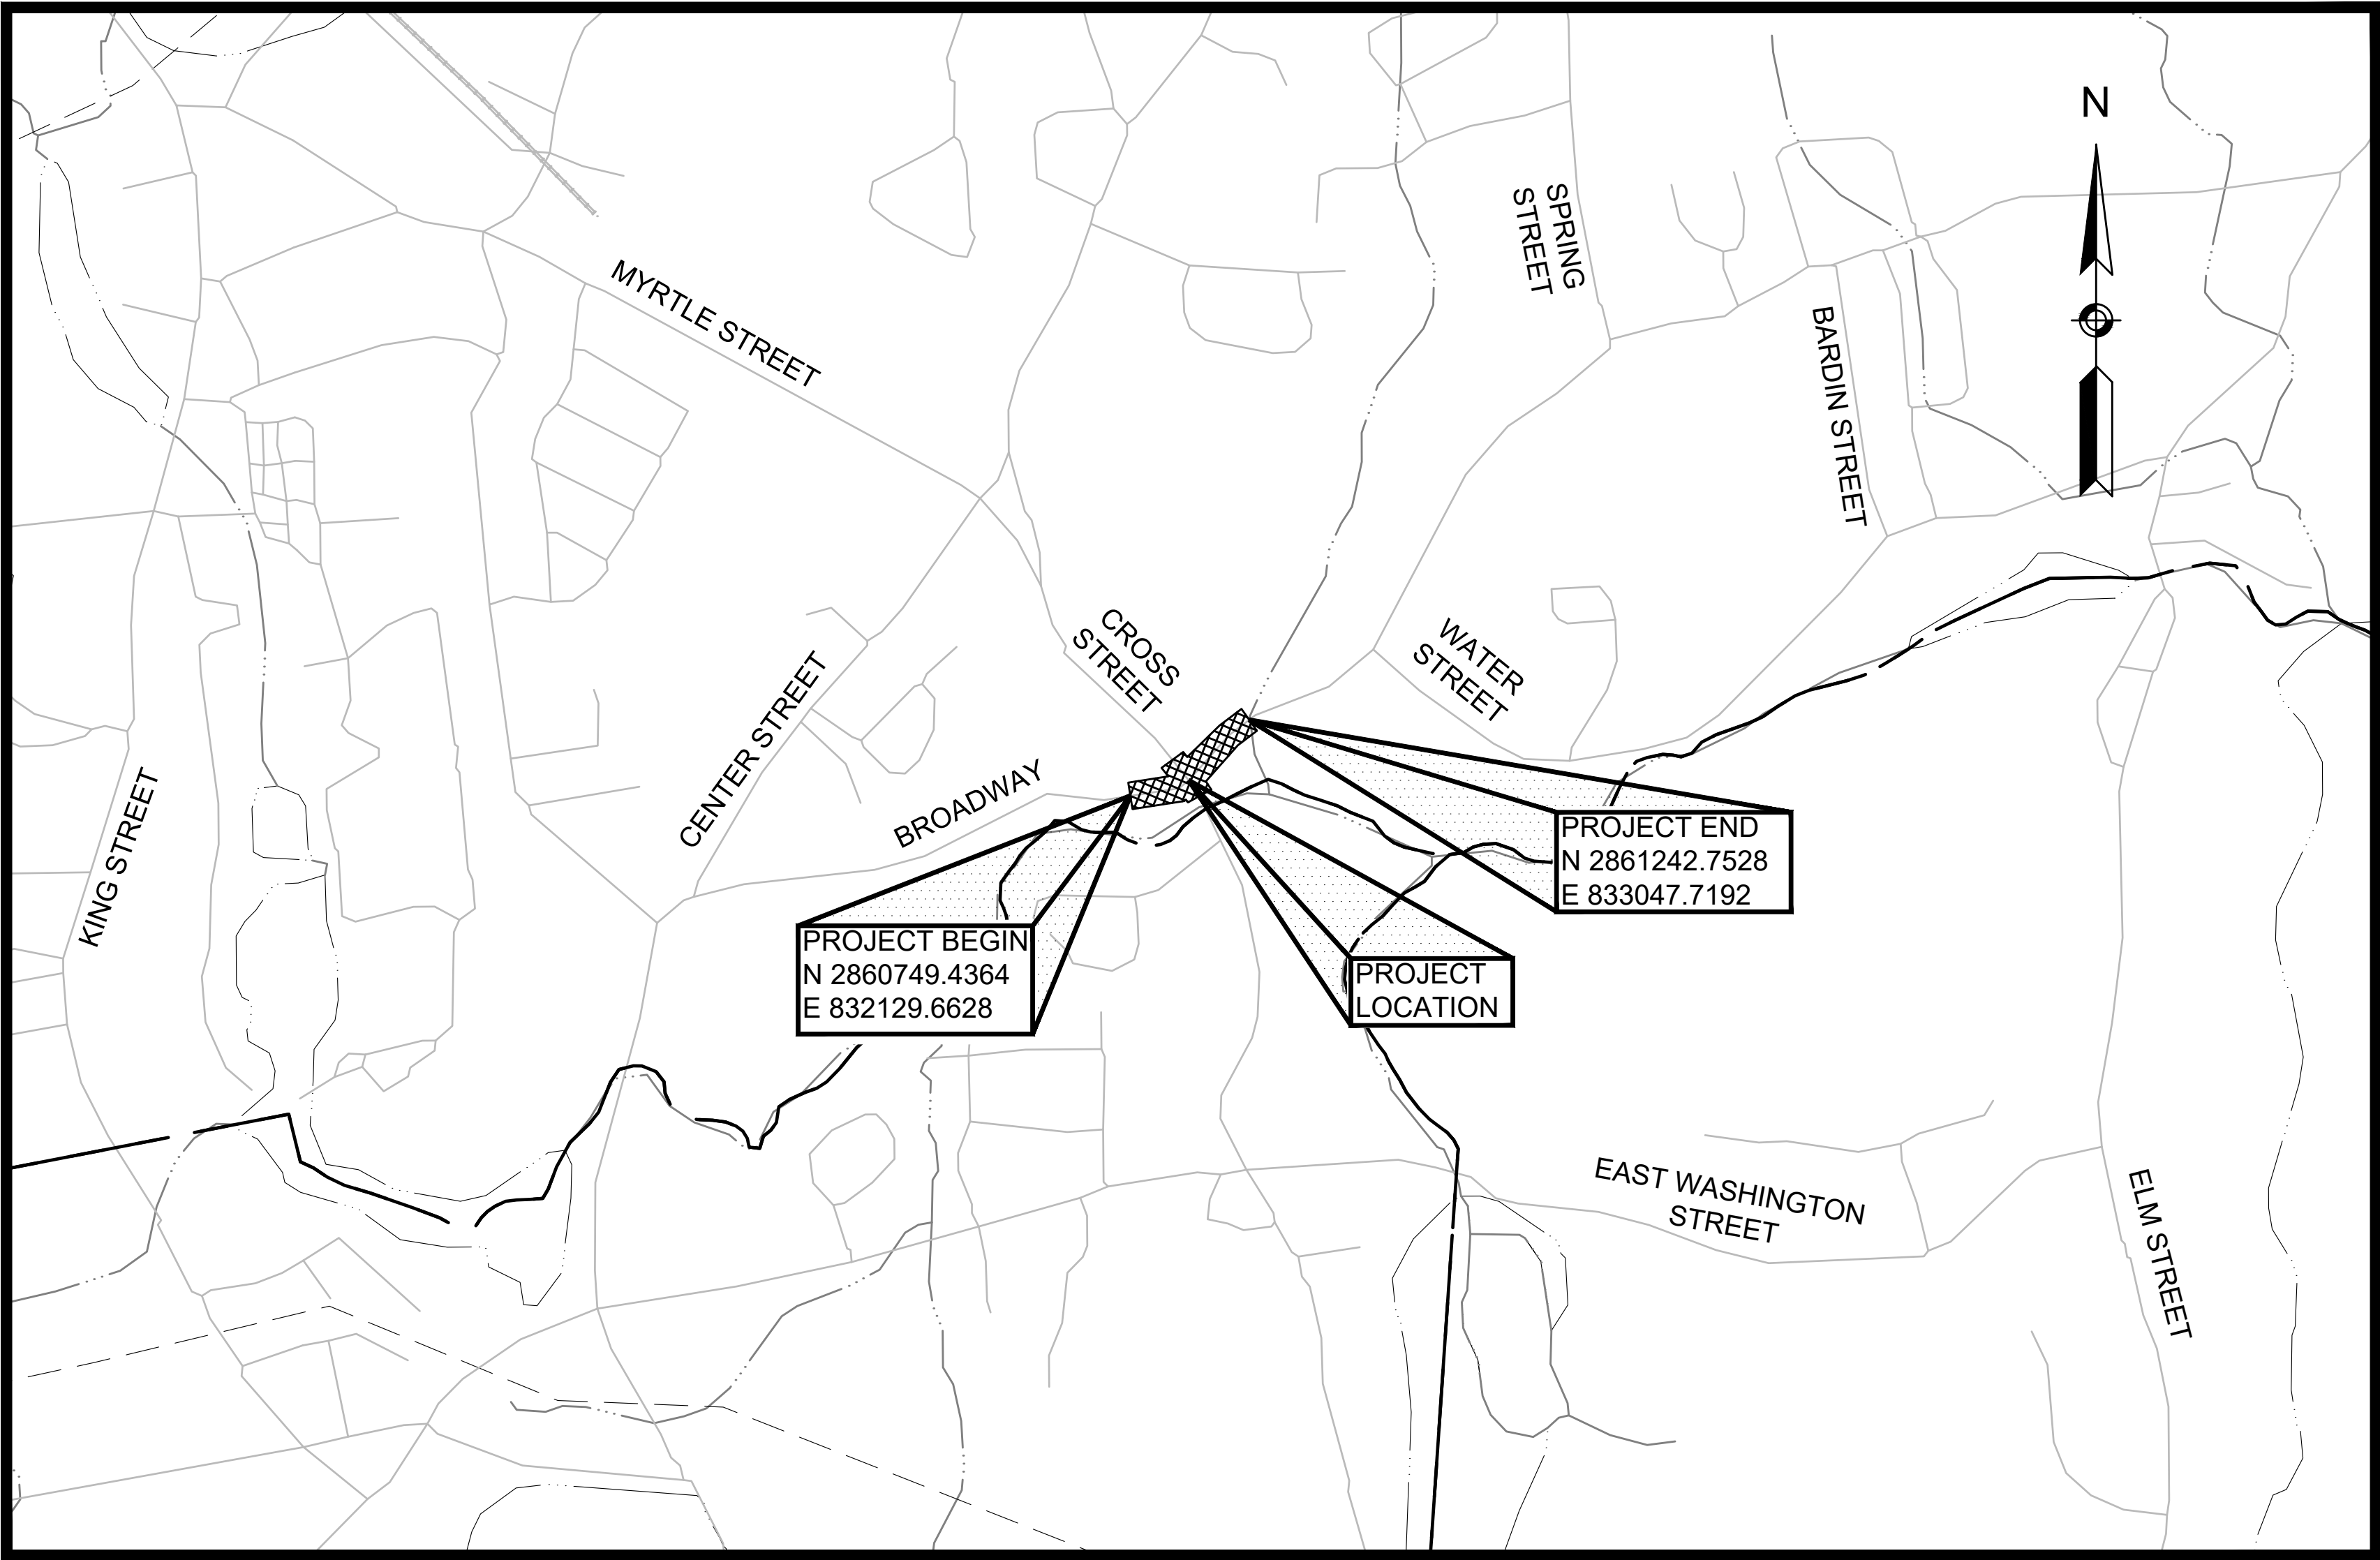 N
SPRING
STREET
MYRTLE STREET
BARDIN STREET
CROSS
STREET
WATER
STREET
CENTER STREET
BROADWAY
KING STREET
PROJECT END
N 2861242.7528
E 833047.7192
PROJECT BEGIN
N 2860749.4364
E 832129.6628
PROJECT
LOCATION
EAST WASHINGTON
STREET
ELM STREET